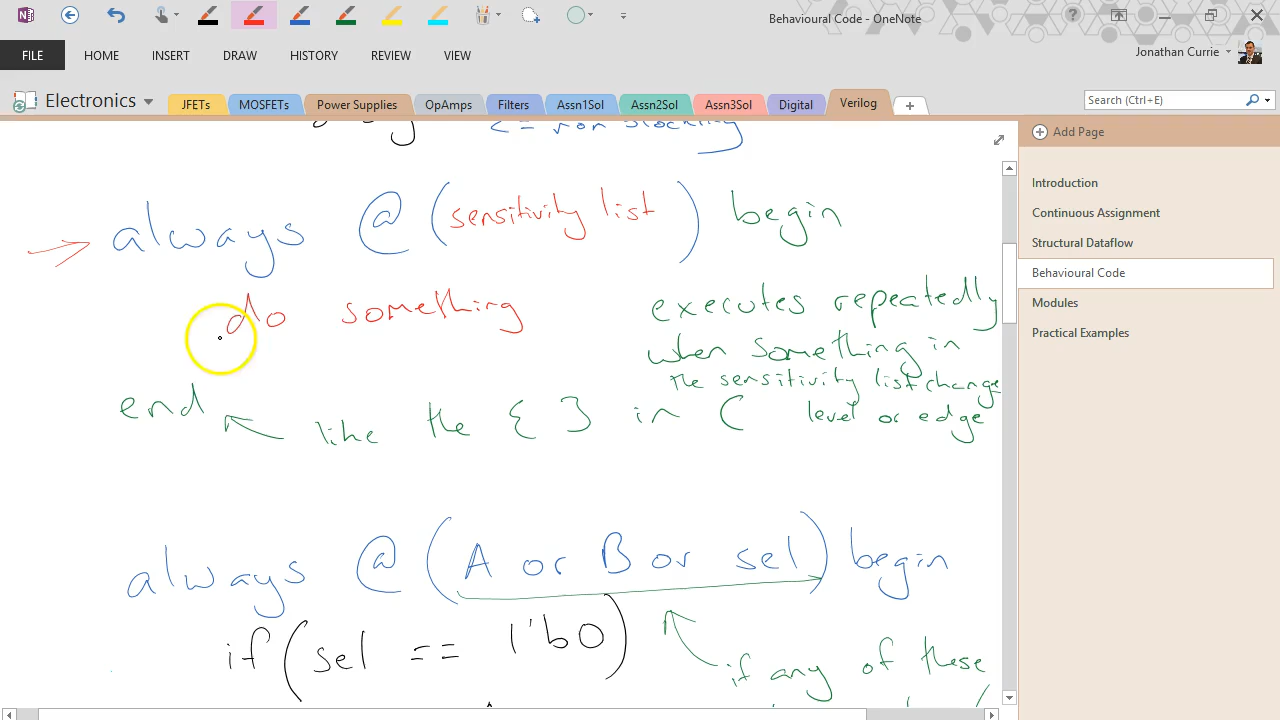 Behavioural Code - OneNote
FILE HOME INSERT DRAW HISTORY REVIEW VIEW
Jonathan Currie
Electronics JFETs MOSFETs Power Supplies OpAmps Filters Assn1Sol Assn2Sol Assn3Sol Digital Verilog
Search (Ctrl+E)
Add Page
Introduction
Continuous Assignment
Structural Dataflow
Behavioural Code
Modules
Practical Examples
<= non blocking
always @ (sensitivity list) begin
do something
executes repeatedly
when something in
the sensitivity list change
level or edge
end
like the { } in C
always @ (A or B or sel) begin
if (sel == 1'b0)
if any of these